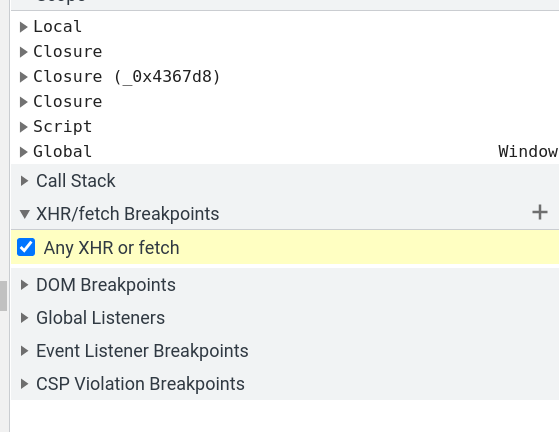 Scope
Local
Closure
Closure (_0x4367d8)
Closure
Script
Global Window
Call Stack
XHR/fetch Breakpoints
Any XHR or fetch
DOM Breakpoints
Global Listeners
Event Listener Breakpoints
CSP Violation Breakpoints